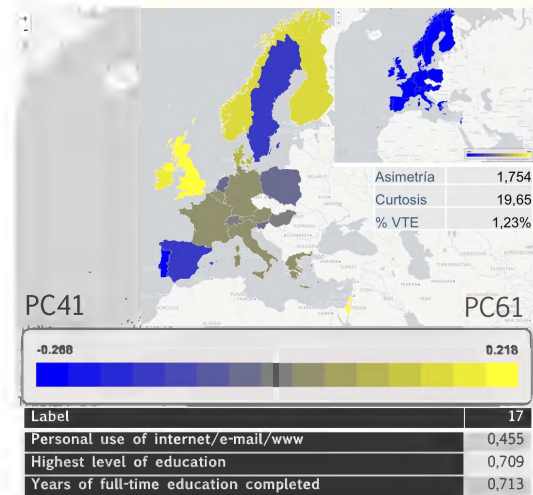 Asimetría 1,754
Curtosis 19,65
% VTE 1,23%
PC41 PC61
-0.268 0.218
Label 17
Personal use of internet/e-mail/www 0,455
Highest level of education 0,709
Years of full-time education completed 0,713